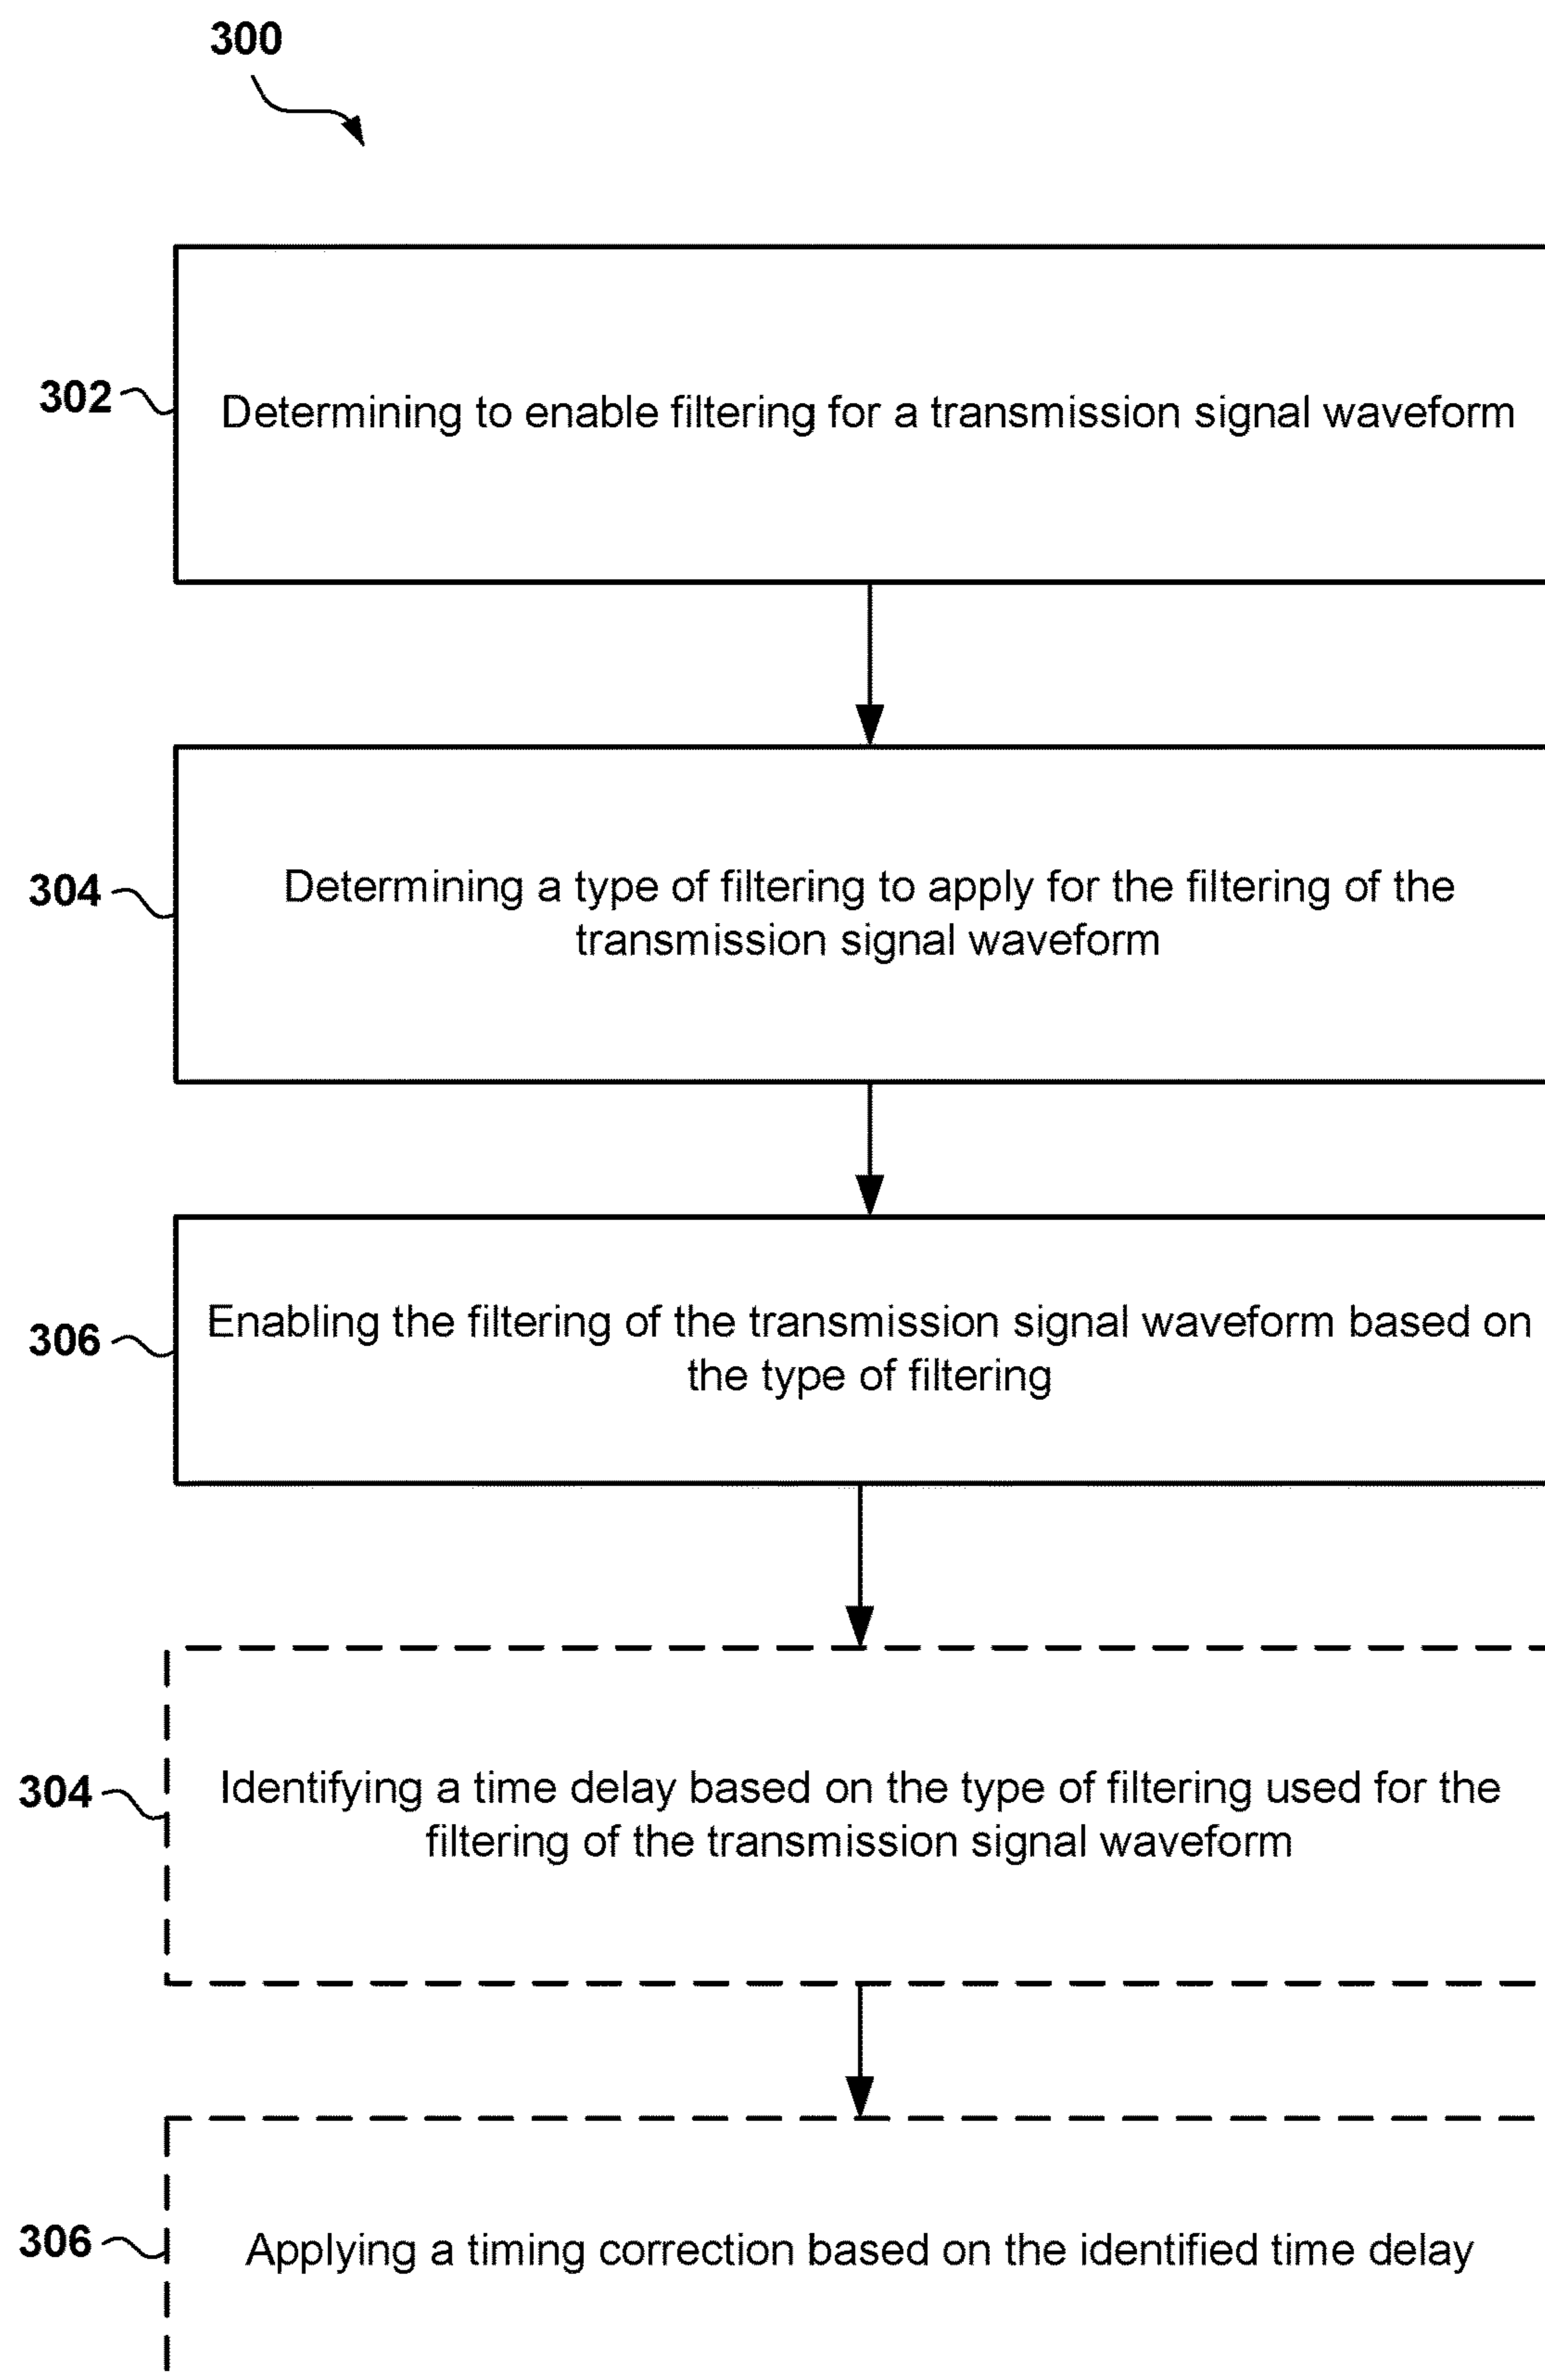 300
302
Determining to enable filtering for a transmission signal waveform
304
Determining a type of filtering to apply for the filtering of the
transmission signal waveform
306
Enabling the filtering of the transmission signal waveform based on
the type of filtering
304
Identifying a time delay based on the type of filtering used for the
filtering of the transmission signal waveform
306
Applying a timing correction based on the identified time delay